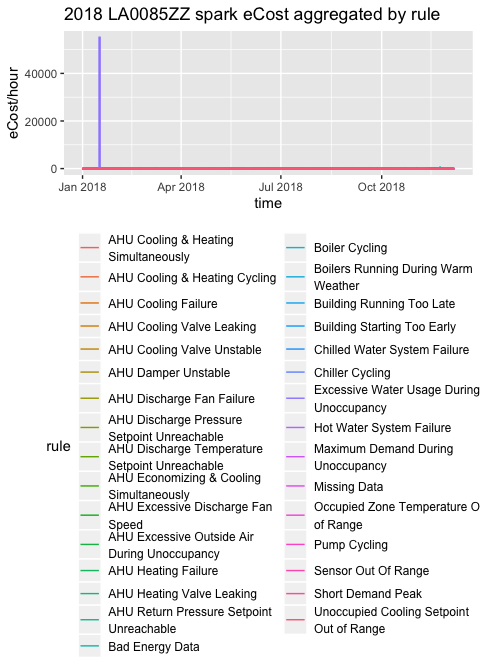 2018 LA0085ZZ spark eCost aggregated by rule
eCost/hour
40000
20000
0
Jan 2018
Apr 2018
Jul 2018
Oct 2018
time
rule
AHU Cooling & Heating
Simultaneously
AHU Cooling & Heating Cycling
AHU Cooling Failure
AHU Cooling Valve Leaking
AHU Cooling Valve Unstable
AHU Damper Unstable
AHU Discharge Fan Failure
AHU Discharge Pressure
Setpoint Unreachable
AHU Discharge Temperature
Setpoint Unreachable
AHU Economizing & Cooling
Simultaneously
AHU Excessive Discharge Fan
Speed
AHU Excessive Outside Air
During Unoccupancy
AHU Heating Failure
AHU Heating Valve Leaking
AHU Return Pressure Setpoint
Unreachable
Bad Energy Data
Boiler Cycling
Boilers Running During Warm
Weather
Building Running Too Late
Building Starting Too Early
Chilled Water System Failure
Chiller Cycling
Excessive Water Usage During
Unoccupancy
Hot Water System Failure
Maximum Demand During
Unoccupancy
Missing Data
Occupied Zone Temperature O
of Range
Pump Cycling
Sensor Out Of Range
Short Demand Peak
Unoccupied Cooling Setpoint
Out of Range